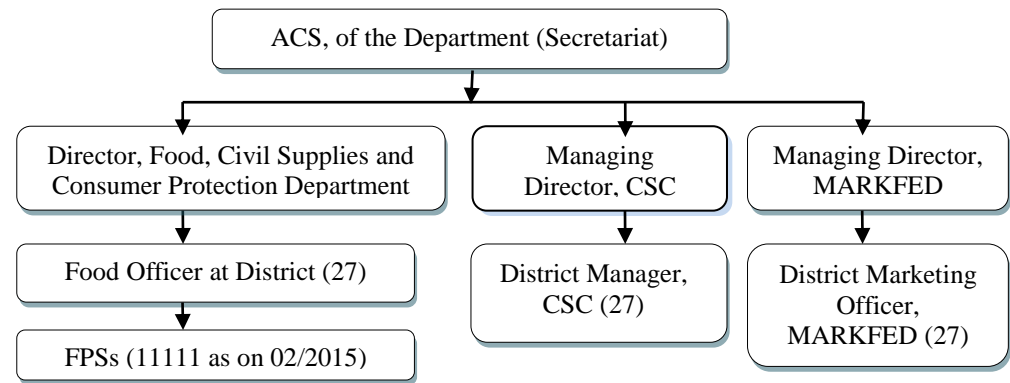 ACS, of the Department (Secretariat)
Director, Food, Civil Supplies and
Consumer Protection Department
Managing
Director, CSC
Managing Director,
MARKFED
Food Officer at District (27)
District Manager,
CSC (27)
District Marketing
Officer,
MARKFED (27)
FPSs (11111 as on 02/2015)